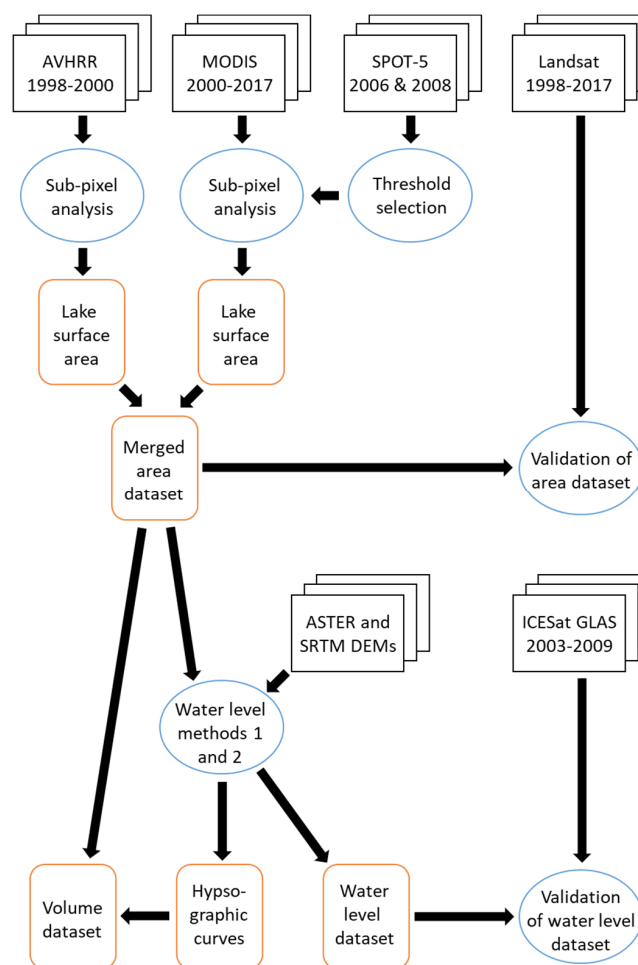 AVHRR
1998-2000
MODIS
2000-2017
SPOT-5
2006 & 2008
Landsat
1998-2017
Sub-pixel
analysis
Sub-pixel
analysis
Threshold
selection
Lake
surface
area
Lake
surface
area
Merged
area
dataset
Validation of
area dataset
ASTER and
SRTM DEMs
ICESat GLAS
2003-2009
Water level
methods 1
and 2
Volume
dataset
Hypso-
graphic
curves
Water
level
dataset
Validation
of water level
dataset